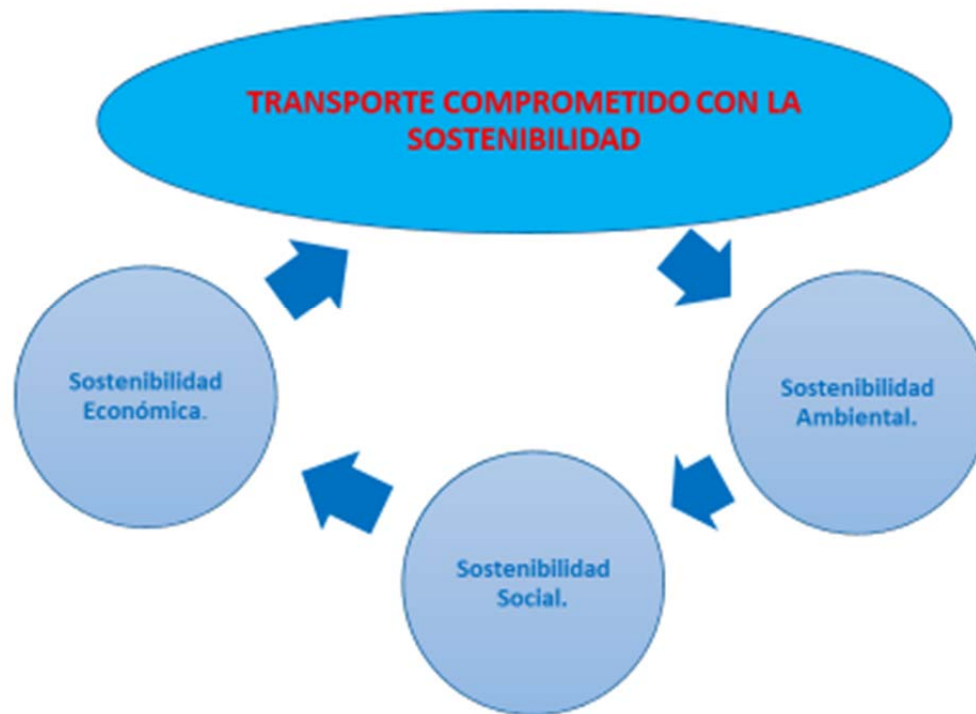 TRANSPORTE COMPROMETIDO CON LA
SOSTENIBILIDAD
Sostenibilidad
Económica.
Sostenibilidad
Ambiental.
Sostenibilidad
Social.